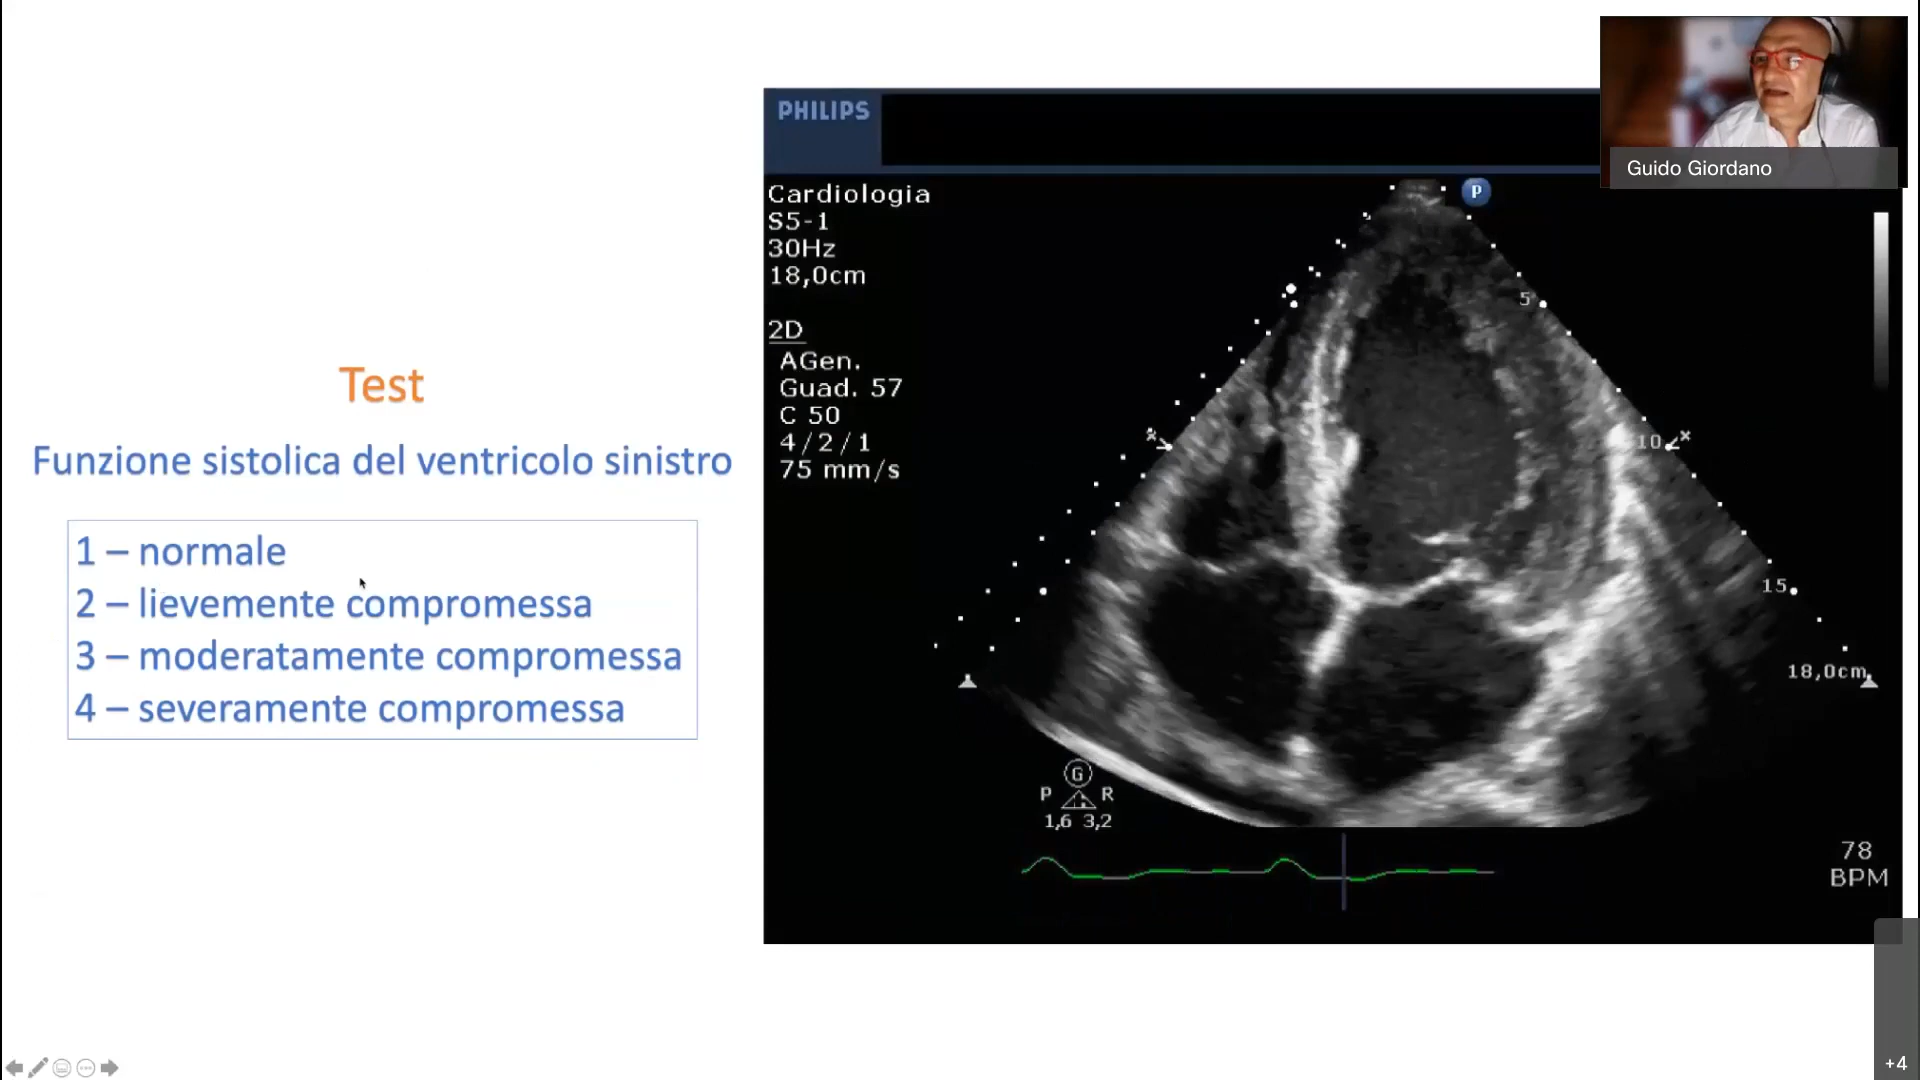 Test
Funzione sistolica del ventricolo sinistro
1 – normale
2 – lievemente compromessa
3 – moderatamente compromessa
4 – severamente compromessa
PHILIPS
Cardiologia
S5-1
30Hz
18,0cm
2D
AGen.
Guad. 57
C 50
4/2/1
75 mm/s
P
5
10
15
18,0cm
G
P R
1,6 3,2
78
BPM
Guido Giordano
+4